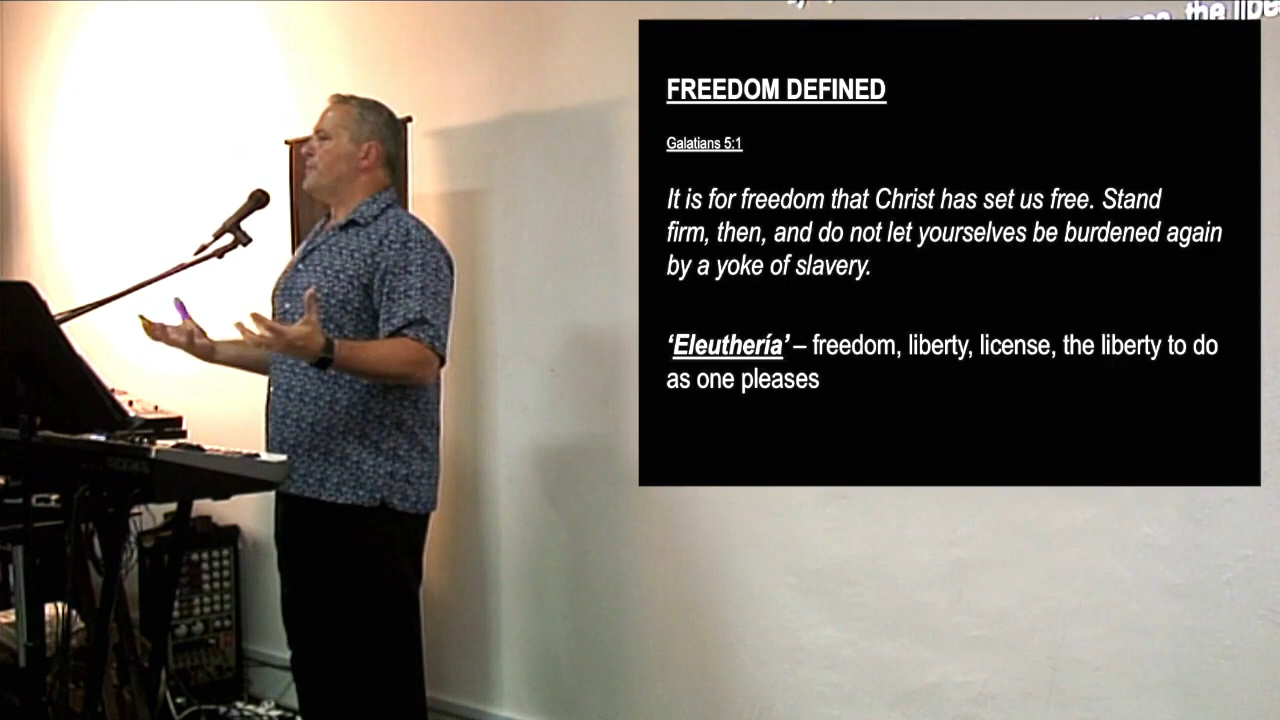 the libe
FREEDOM DEFINED
Galatians 5:1
It is for freedom that Christ has set us free. Stand
firm, then, and do not let yourselves be burdened again
by a yoke of slavery.
‘Eleuthería’ – freedom, liberty, license, the liberty to do
as one pleases